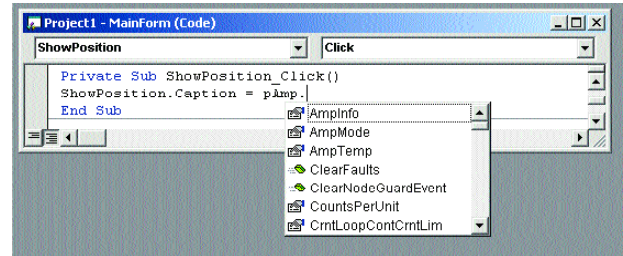 Project1 - MainForm (Code)
ShowPosition Click
Private Sub ShowPosition_Click()
ShowPosition.Caption = pAmp.
End Sub
AmpInfo
AmpMode
AmpTemp
ClearFaults
ClearNodeGuardEvent
CountsPerUnit
CrntLoopContCrntLim